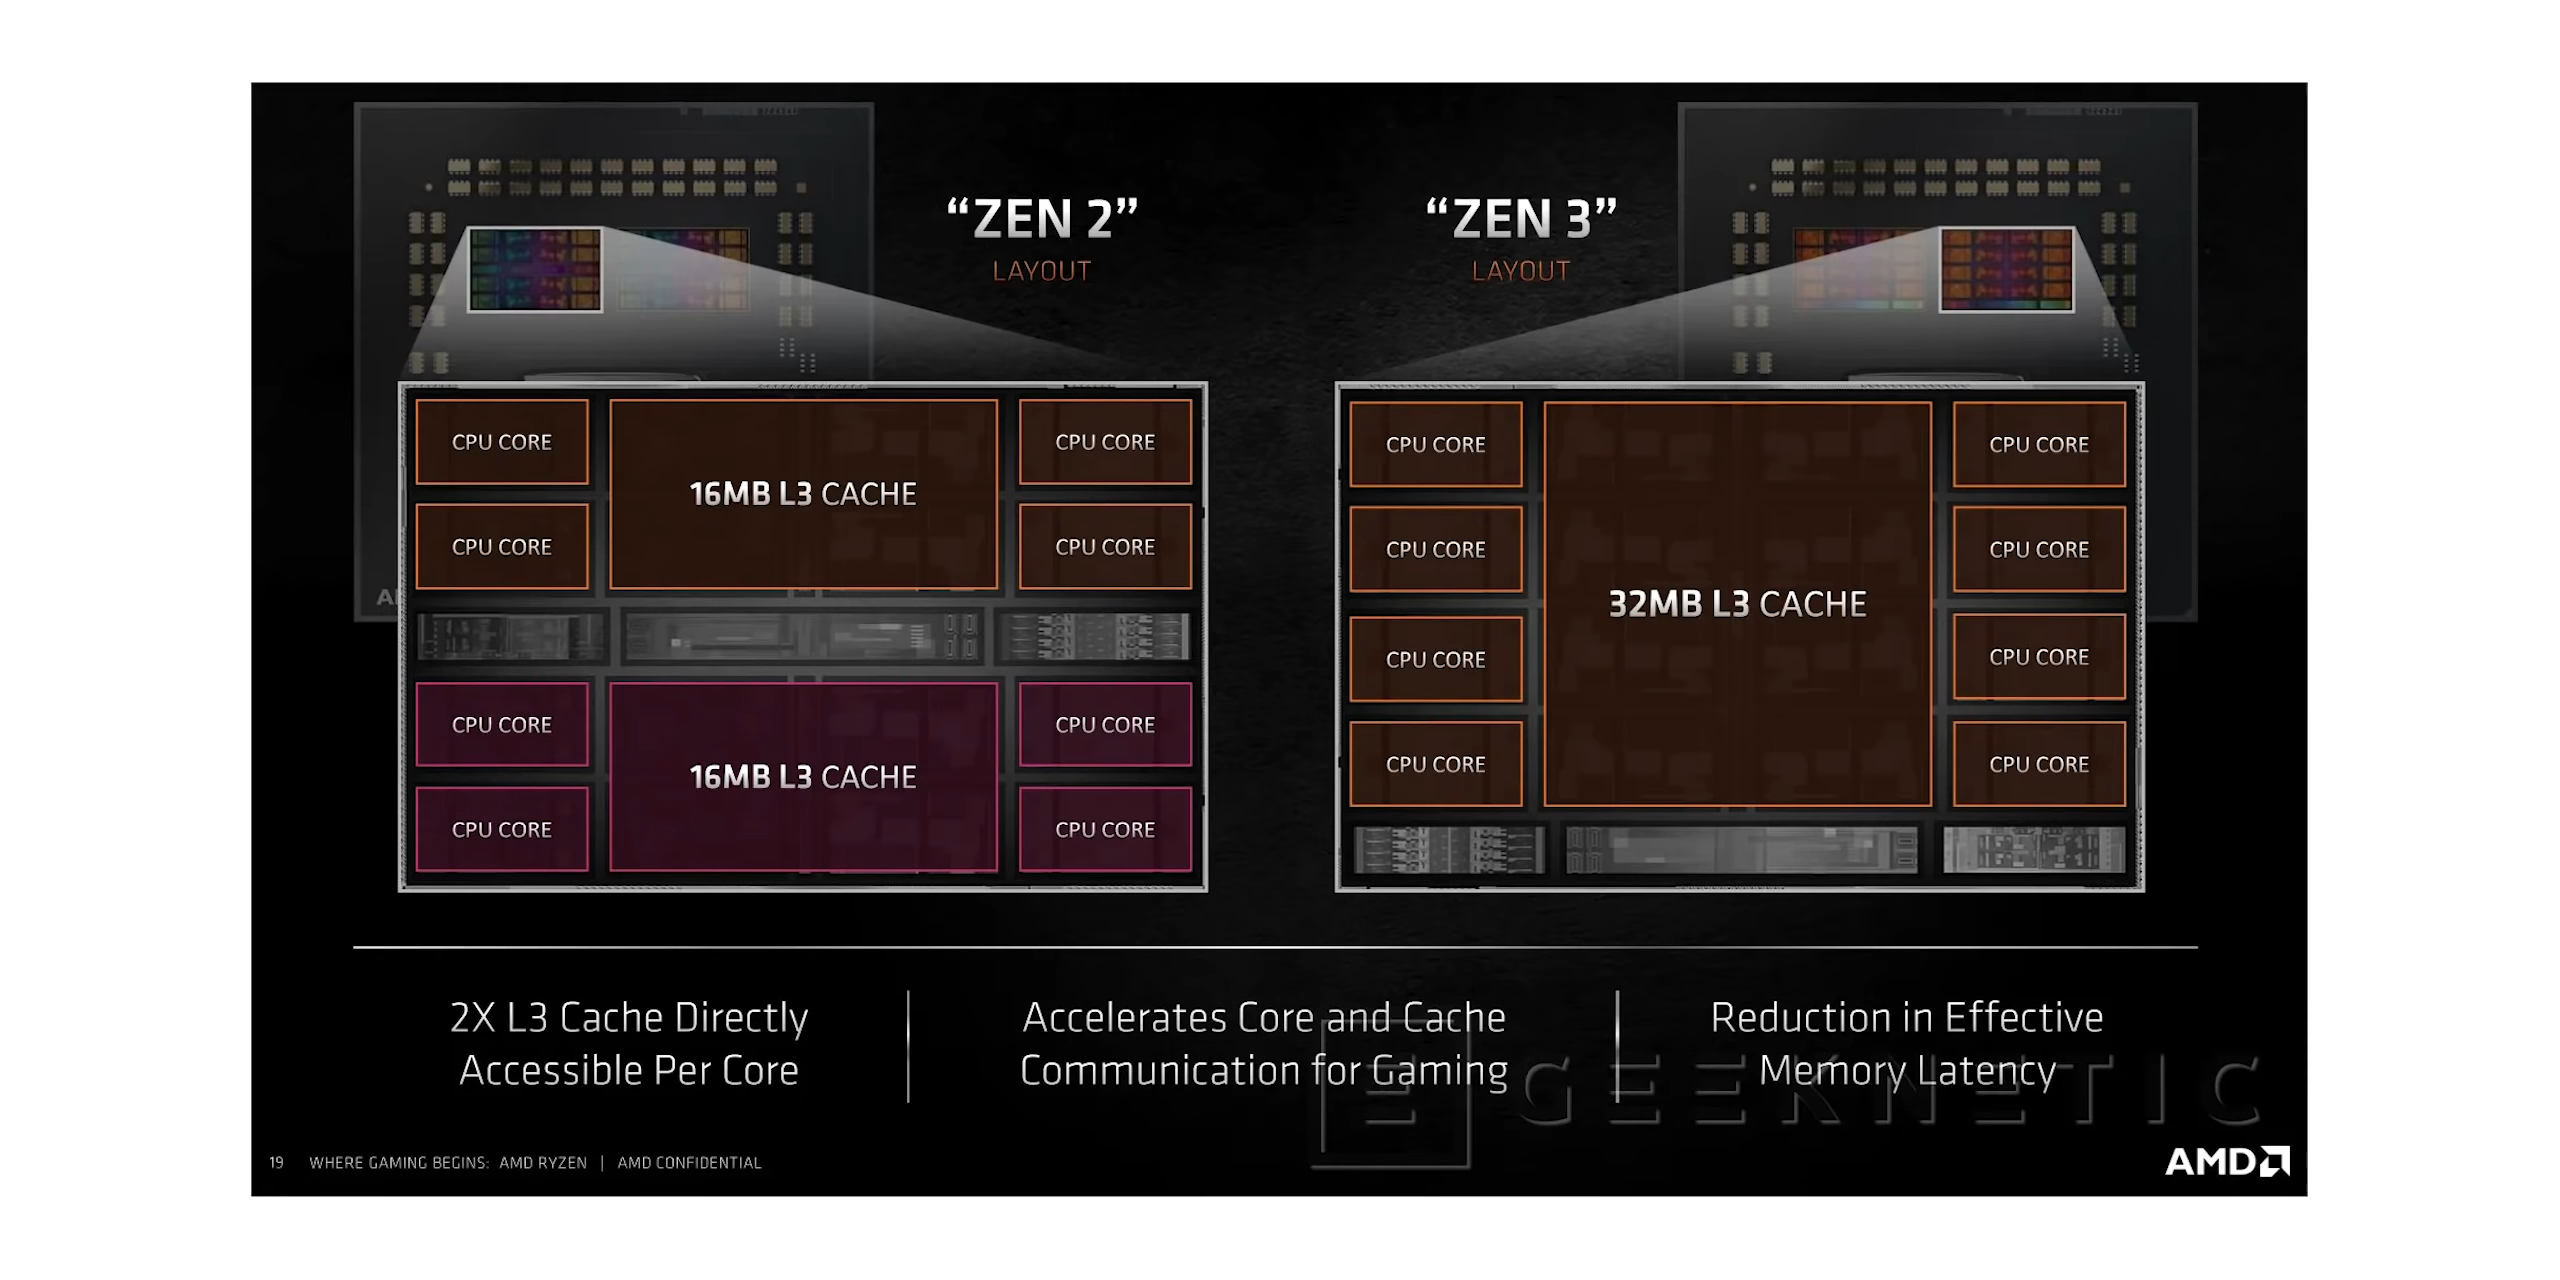 “ZEN 2”
LAYOUT
“ZEN 3”
LAYOUT
CPU CORE
16MB L3 CACHE
CPU CORE
CPU CORE
CPU CORE
CPU CORE
16MB L3 CACHE
CPU CORE
CPU CORE
CPU CORE
CPU CORE
CPU CORE
CPU CORE
CPU CORE
32MB L3 CACHE
CPU CORE
CPU CORE
CPU CORE
CPU CORE
2X L3 Cache Directly
Accessible Per Core
Accelerates Core and Cache
Communication for Gaming
Reduction in Effective
Memory Latency
GEEKNETIC
19 WHERE GAMING BEGINS: AMD RYZEN | AMD CONFIDENTIAL
AMD